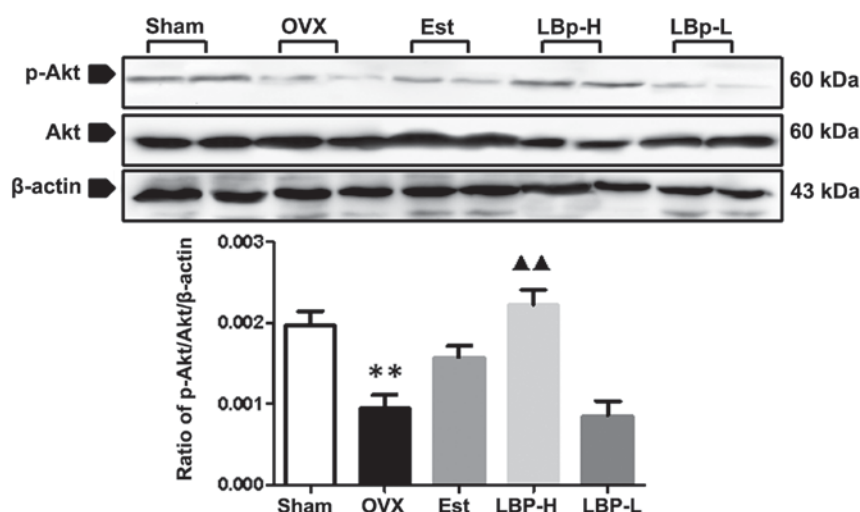 Sham OVX Est LBp-H LBp-L
p-Akt 60 kDa
Akt 60 kDa
β-actin 43 kDa
Ratio of p-Akt/Akt/β-actin
0.003
0.002
0.001
0.000
▲▲
**
Sham OVX Est LBP-H LBP-L